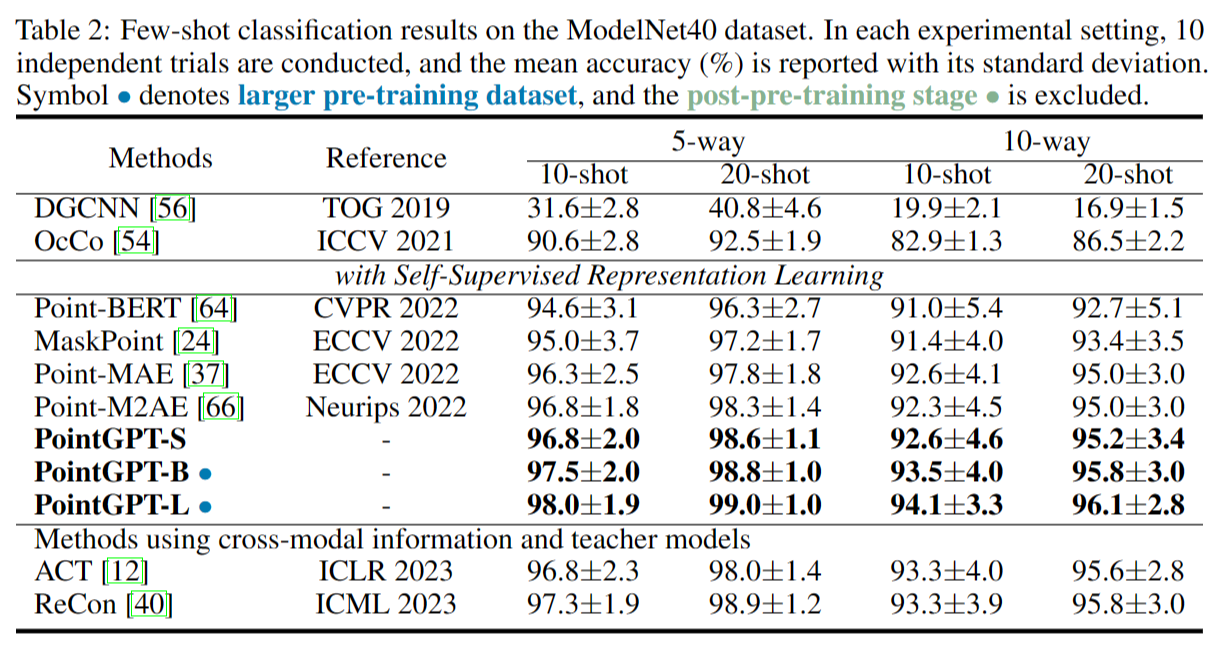 Table 2: Few-shot classification results on the ModelNet40 dataset. In each experimental setting, 10
independent trials are conducted, and the mean accuracy (%) is reported with its standard deviation.
Symbol ● denotes larger pre-training dataset, and the post-pre-training stage ● is excluded.
Methods Reference 5-way 10-way
10-shot 20-shot 10-shot 20-shot
DGCNN [56] TOG 2019 31.6±2.8 40.8±4.6 19.9±2.1 16.9±1.5
OcCo [54] ICCV 2021 90.6±2.8 92.5±1.9 82.9±1.3 86.5±2.2
with Self-Supervised Representation Learning
Point-BERT [64] CVPR 2022 94.6±3.1 96.3±2.7 91.0±5.4 92.7±5.1
MaskPoint [24] ECCV 2022 95.0±3.7 97.2±1.7 91.4±4.0 93.4±3.5
Point-MAE [37] ECCV 2022 96.3±2.5 97.8±1.8 92.6±4.1 95.0±3.0
Point-M2AE [66] Neurips 2022 96.8±1.8 98.3±1.4 92.3±4.5 95.0±3.0
PointGPT-S - 96.8±2.0 98.6±1.1 92.6±4.6 95.2±3.4
PointGPT-B ● - 97.5±2.0 98.8±1.0 93.5±4.0 95.8±3.0
PointGPT-L ● - 98.0±1.9 99.0±1.0 94.1±3.3 96.1±2.8
Methods using cross-modal information and teacher models
ACT [12] ICLR 2023 96.8±2.3 98.0±1.4 93.3±4.0 95.6±2.8
ReCon [40] ICML 2023 97.3±1.9 98.9±1.2 93.3±3.9 95.8±3.0